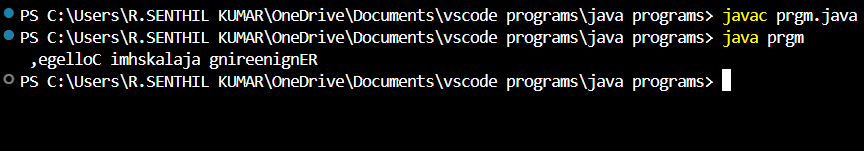 PS C:\Users\R.SENTHIL KUMAR\OneDrive\Documents\vscode programs\java programs> javac prgm.java
PS C:\Users\R.SENTHIL KUMAR\OneDrive\Documents\vscode programs\java programs> java prgm
,egelloC imhskalaja gnireenignER
PS C:\Users\R.SENTHIL KUMAR\OneDrive\Documents\vscode programs\java programs>